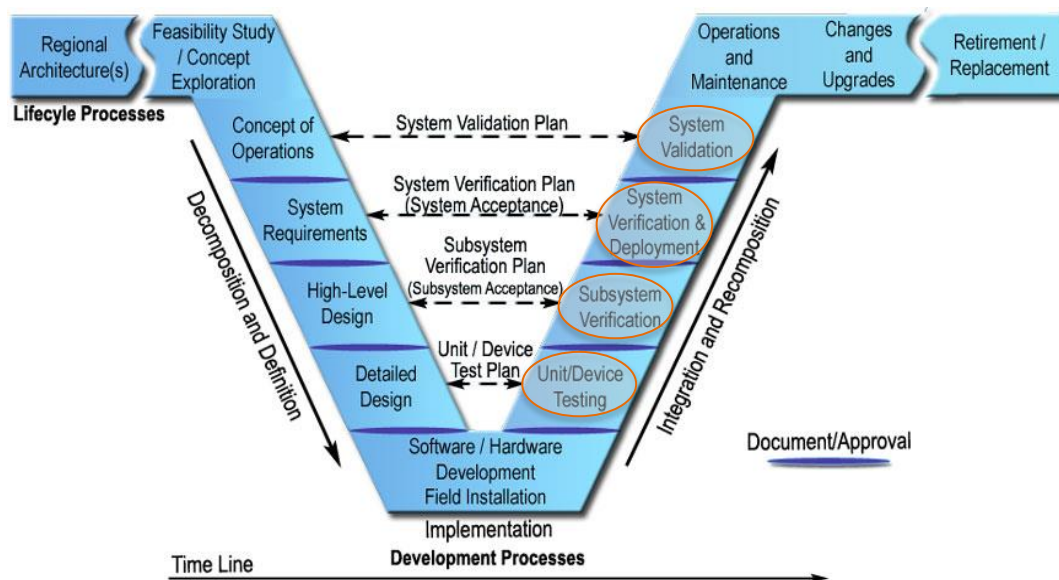 Regional
Architecture(s)
Feasibility Study
/ Concept
Exploration
Operations
and
Maintenance
Changes
and
Upgrades
Retirement /
Replacement
Lifecyle Processes
Concept of
Operations
System Validation Plan
System
Validation
System
Requirements
System Verification Plan
(System Acceptance)
System
Verification &
Deployment
High-Level
Design
Subsystem
Verification Plan
(Subsystem Acceptance)
Subsystem
Verification
Detailed
Design
Unit / Device
Test Plan
Unit/Device
Testing
Decomposition and Definition
Integration and Recomposition
Software / Hardware
Development
Field Installation
Document/Approval
Implementation
Development Processes
Time Line